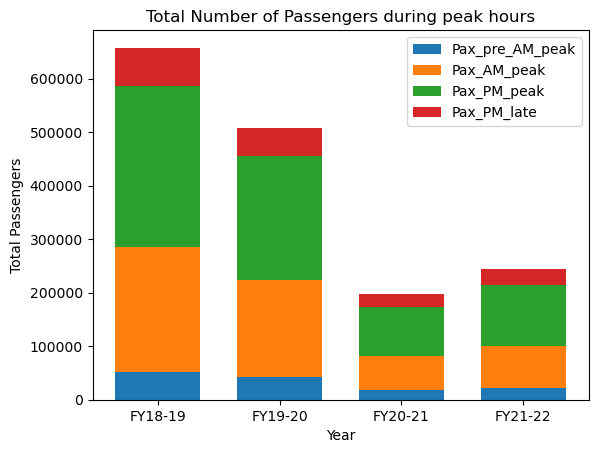 Total Number of Passengers during peak hours
Pax_pre_AM_peak
Pax_AM_peak
Pax_PM_peak
Pax_PM_late
Total Passengers
600000
500000
400000
300000
200000
100000
0
FY18-19 FY19-20 FY20-21 FY21-22
Year